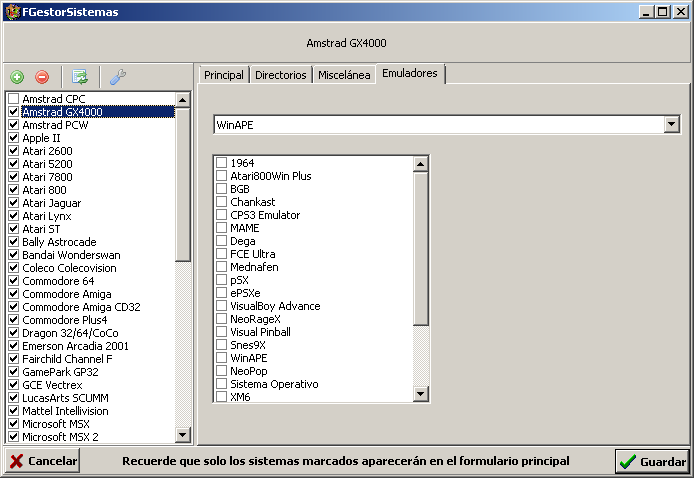 FGestorSistemas
Amstrad GX4000
Principal
Directorios
Miscelánea
Emuladores
Amstrad CPC
Amstrad GX4000
Amstrad PCW
Apple II
Atari 2600
Atari 5200
Atari 7800
Atari 800
Atari Jaguar
Atari Lynx
Atari ST
Bally Astrocade
Bandai Wonderswan
Coleco Colecovision
Commodore 64
Commodore Amiga
Commodore Amiga CD32
Commodore Plus4
Dragon 32/64/CoCo
Emerson Arcadia 2001
Fairchild Channel F
GamePark GP32
GCE Vectrex
LucasArts SCUMM
Mattel Intellivision
Microsoft MSX
Microsoft MSX 2
WinAPE
1964
Atari800Win Plus
BGB
Chankast
CPS3 Emulator
MAME
Dega
FCE Ultra
Mednafen
pSX
ePSXe
VisualBoy Advance
NeoRageX
Visual Pinball
Snes9X
WinAPE
NeoPop
Sistema Operativo
XM6
Cancelar
Recuerde que solo los sistemas marcados aparecerán en el formulario principal
Guardar